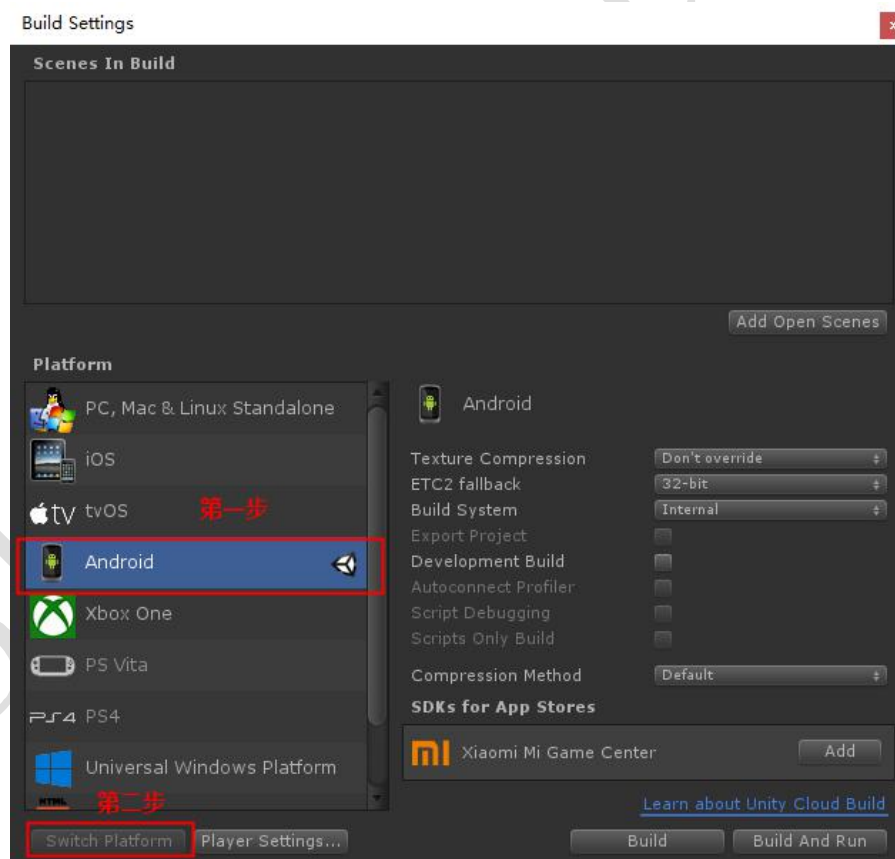 Build Settings
Scenes In Build
Add Open Scenes
Platform
PC, Mac & Linux Standalone
iOS
tv tvOS
第一步
Android
Xbox One
PS Vita
PS4 PS4
Universal Windows Platform
HTML
第二步
Switch Platform
Player Settings...
Android
Texture Compression Don't override
ETC2 fallback 32-bit
Build System Internal
Export Project
Development Build
Autoconnect Profiler
Script Debugging
Scripts Only Build
Compression Method Default
SDKs for App Stores
Xiaomi Mi Game Center Add
Learn about Unity Cloud Build
Build
Build And Run